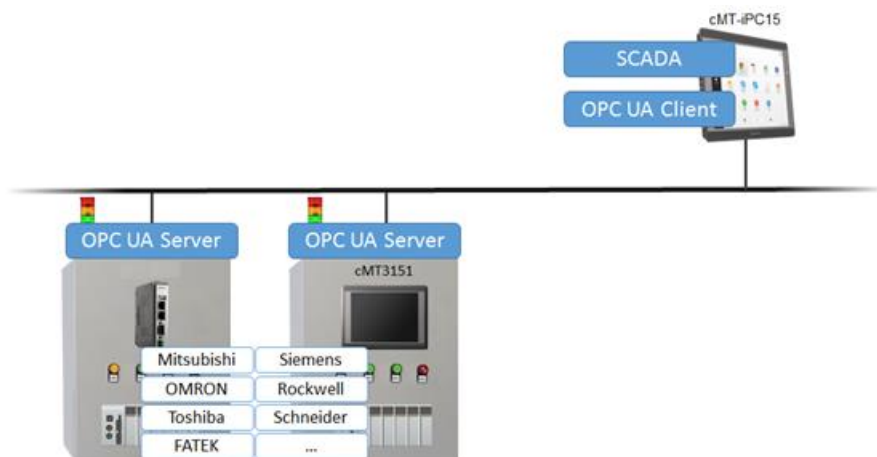 cMT-iPC15
SCADA
OPC UA Client
OPC UA Server
OPC UA Server
cMT3151
Mitsubishi
Siemens
OMRON
Rockwell
Toshiba
Schneider
FATEK
...